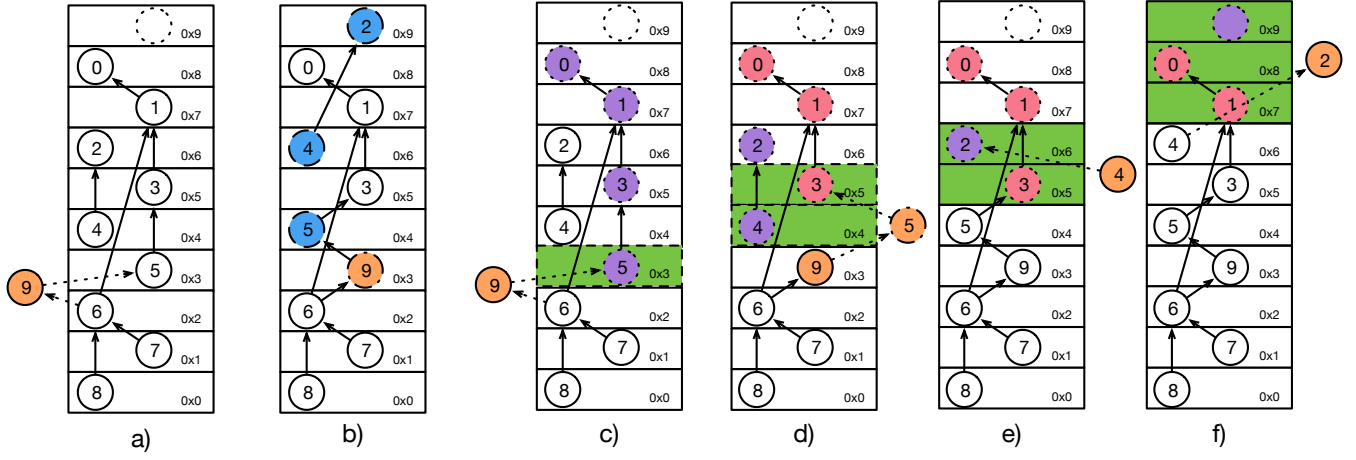 0x9
0 0x8
1 0x7
2 0x6
3 0x5
4 0x4
9 5 0x3
6 0x2
7 0x1
8 0x0
a)
2 0x9
0 0x8
1 0x7
4 0x6
3 0x5
5 0x4
9 0x3
6 0x2
7 0x1
8 0x0
b)
0x9
0 0x8
1 0x7
2 0x6
3 0x5
4 0x4
9 5 0x3
6 0x2
7 0x1
8 0x0
c)
0x9
0 0x8
1 0x7
2 0x6
3 0x5
4 0x4 5
9 0x3
6 0x2
7 0x1
8 0x0
d)
0x9
0 0x8
1 0x7
2 0x6
3 0x5 4
5 0x4
9 0x3
6 0x2
7 0x1
8 0x0
e)
0x9
0 0x8 2
1 0x7
4 0x6
3 0x5
5 0x4
9 0x3
6 0x2
7 0x1
8 0x0
f)